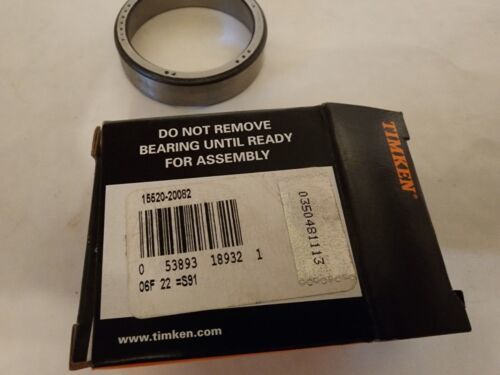 DO NOT REMOVE
BEARING UNTIL READY
FOR ASSEMBLY
TIMKEN
15520-20082
0350481113
0 53893 18932 1
06F 22 =S91
www.timken.com